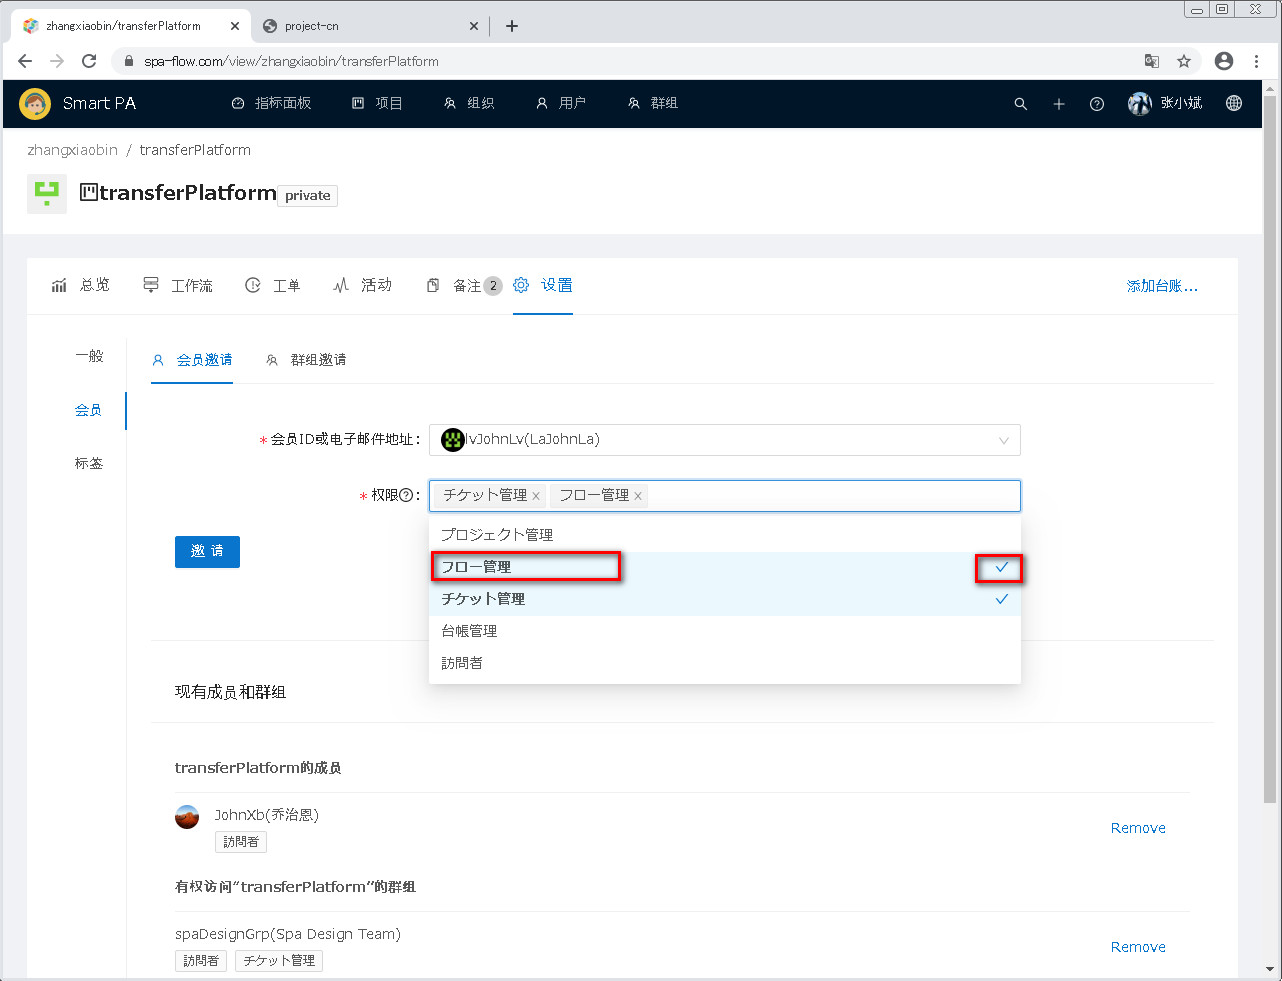 zhangxiaobin/transferPlatform
project-cn
spa-flow.com/view/zhangxiaobin/transferPlatform
Smart PA 指标面板 项目 组织 用户 群组 张小斌
zhangxiaobin / transferPlatform
transferPlatform private
总览 工作流 工单 活动 备注 2 设置 添加台账...
一般
会员
标签
会员邀请 群组邀请
* 会员ID或电子邮件地址: lvJohnLv(LaJohnLa)
* 权限?: チケット管理 × フロー管理 ×
邀 请
プロジェクト管理
フロー管理
チケット管理
台帳管理
訪問者
现有成员和群组
transferPlatform的成员
JohnXb(乔治恩)
訪問者
Remove
有权访问"transferPlatform"的群组
spaDesignGrp(Spa Design Team)
訪問者 チケット管理
Remove